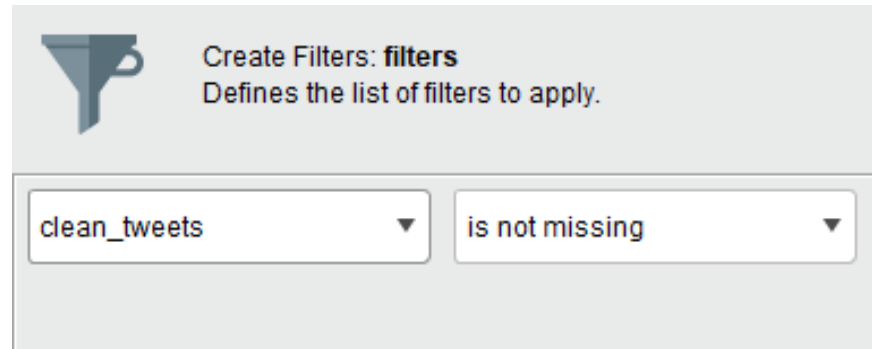 Create Filters: filters
Defines the list of filters to apply.
clean_tweets
is not missing